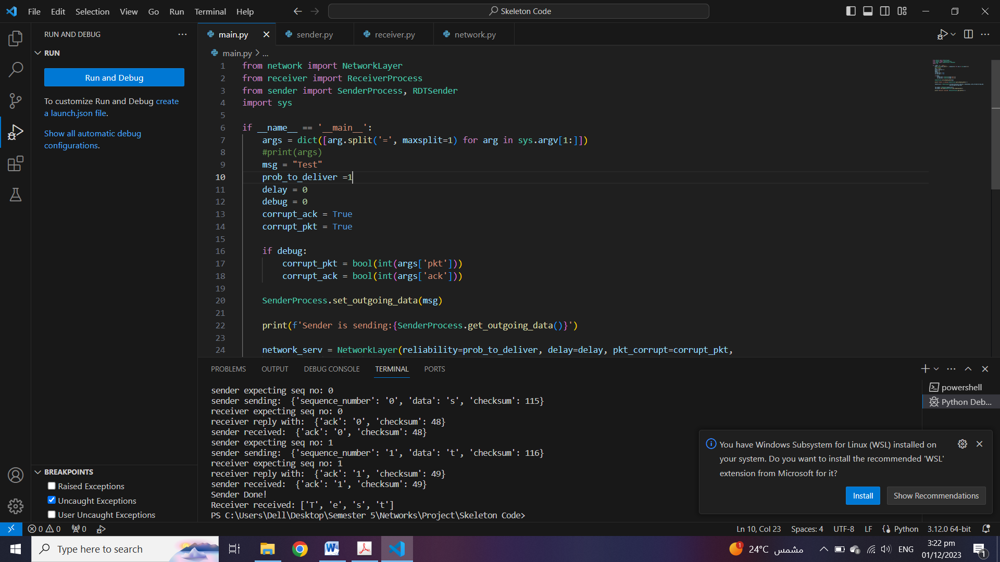 File Edit Selection View Go Run Terminal Help
Skeleton Code
RUN AND DEBUG
RUN
Run and Debug
To customize Run and Debug create
a launch.json file.
Show all automatic debug
configurations.
BREAKPOINTS
Raised Exceptions
Uncaught Exceptions
User Uncaught Exceptions
main.py sender.py receiver.py network.py
main.py > ...
1 from network import NetworkLayer
2 from receiver import ReceiverProcess
3 from sender import SenderProcess, RDTSender
4 import sys
5
6 if __name__ == '__main__':
7 args = dict([arg.split('=', maxsplit=1) for arg in sys.argv[1:]])
8 #print(args)
9 msg = "Test"
10 prob_to_deliver =1
11 delay = 0
12 debug = 0
13 corrupt_ack = True
14 corrupt_pkt = True
15
16 if debug:
17 corrupt_pkt = bool(int(args['pkt']))
18 corrupt_ack = bool(int(args['ack']))
19
20 SenderProcess.set_outgoing_data(msg)
21
22 print(f'Sender is sending:{SenderProcess.get_outgoing_data()}')
23
24 network_serv = NetworkLayer(reliability=prob_to_deliver, delay=delay, pkt_corrupt=corrupt_pkt,
PROBLEMS OUTPUT DEBUG CONSOLE TERMINAL PORTS
sender expecting seq no: 0
sender sending:  {'sequence_number': '0', 'data': 's', 'checksum': 115}
receiver expecting seq no: 0
receiver reply with:  {'ack': '0', 'checksum': 48}
sender received:  {'ack': '0', 'checksum': 48}
sender expecting seq no: 1
sender sending:  {'sequence_number': '1', 'data': 't', 'checksum': 116}
receiver expecting seq no: 1
receiver reply with:  {'ack': '1', 'checksum': 49}
sender received:  {'ack': '1', 'checksum': 49}
Sender Done!
Receiver received: ['T', 'e', 's', 't']
PS C:\Users\Dell\Desktop\Semester 5\Networks\Project\Skeleton Code>
powershell
Python Deb...
You have Windows Subsystem for Linux (WSL) installed on
your system. Do you want to install the recommended 'WSL'
extension from Microsoft for it?
Install Show Recommendations
0 0 0
Ln 10, Col 23 Spaces: 4 UTF-8 LF Python 3.12.0 64-bit
Type here to search
1 24°C مشمس ENG
3:22 pm
01/12/2023
1